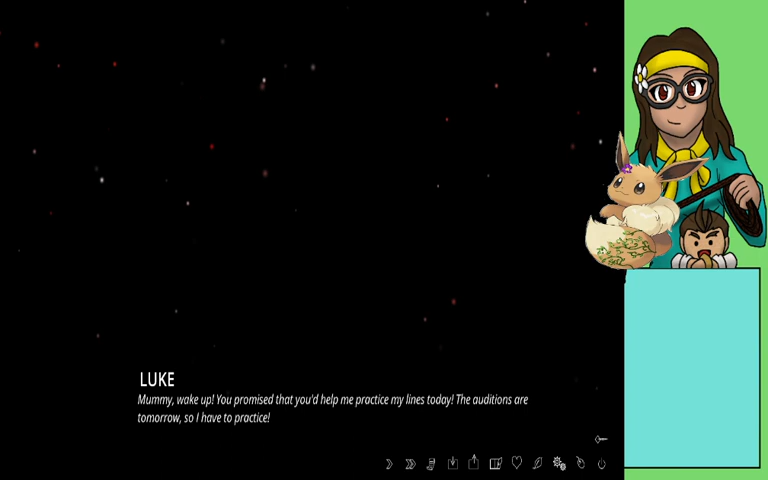 LUKE
Mummy, wake up! You promised that you'd help me practice my lines today! The auditions are
tomorrow, so I have to practice!